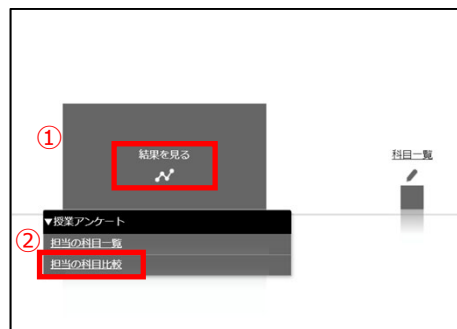 ①
結果を見る
科目一覧
▼授業アンケート
②
担当の科目一覧
担当の科目比較